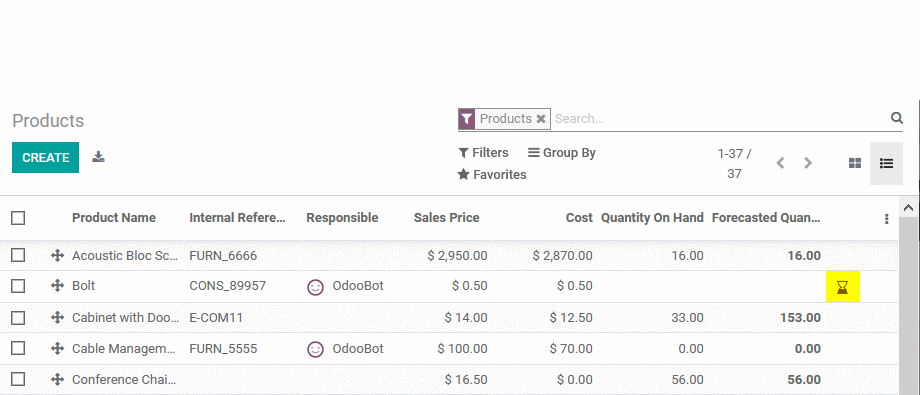 Products
Products ✖ Search...
CREATE
Filters Group By
Favorites
1-37 /
37
Product Name Internal Refere... Responsible Sales Price Cost Quantity On Hand Forecasted Quan...
Acoustic Bloc Sc... FURN_6666 $ 2,950.00 $ 2,870.00 16.00 16.00
Bolt CONS_89957 OdooBot $ 0.50 $ 0.50
Cabinet with Doo... E-COM11 $ 14.00 $ 12.50 33.00 153.00
Cable Managem... FURN_5555 OdooBot $ 100.00 $ 70.00 0.00 0.00
Conference Chai... $ 16.50 $ 0.00 56.00 56.00